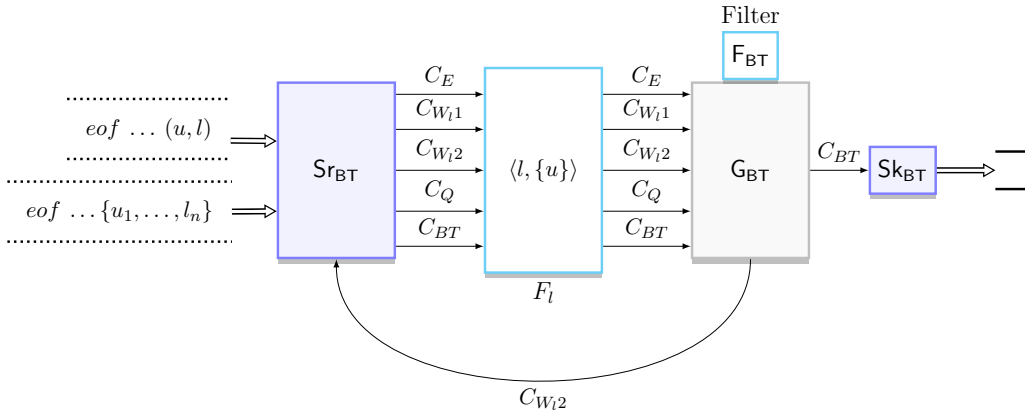 Filter
F_BT
C_E C_E
C_{W_l1} C_{W_l1}
eof ... (u, l)
C_{W_l2} C_{W_l2} C_BT
Sr_BT ⟨l, {u}⟩ G_BT Sk_BT
C_Q C_Q
eof ... {u_1, ..., l_n}
C_BT C_BT
F_l
C_{W_l2}